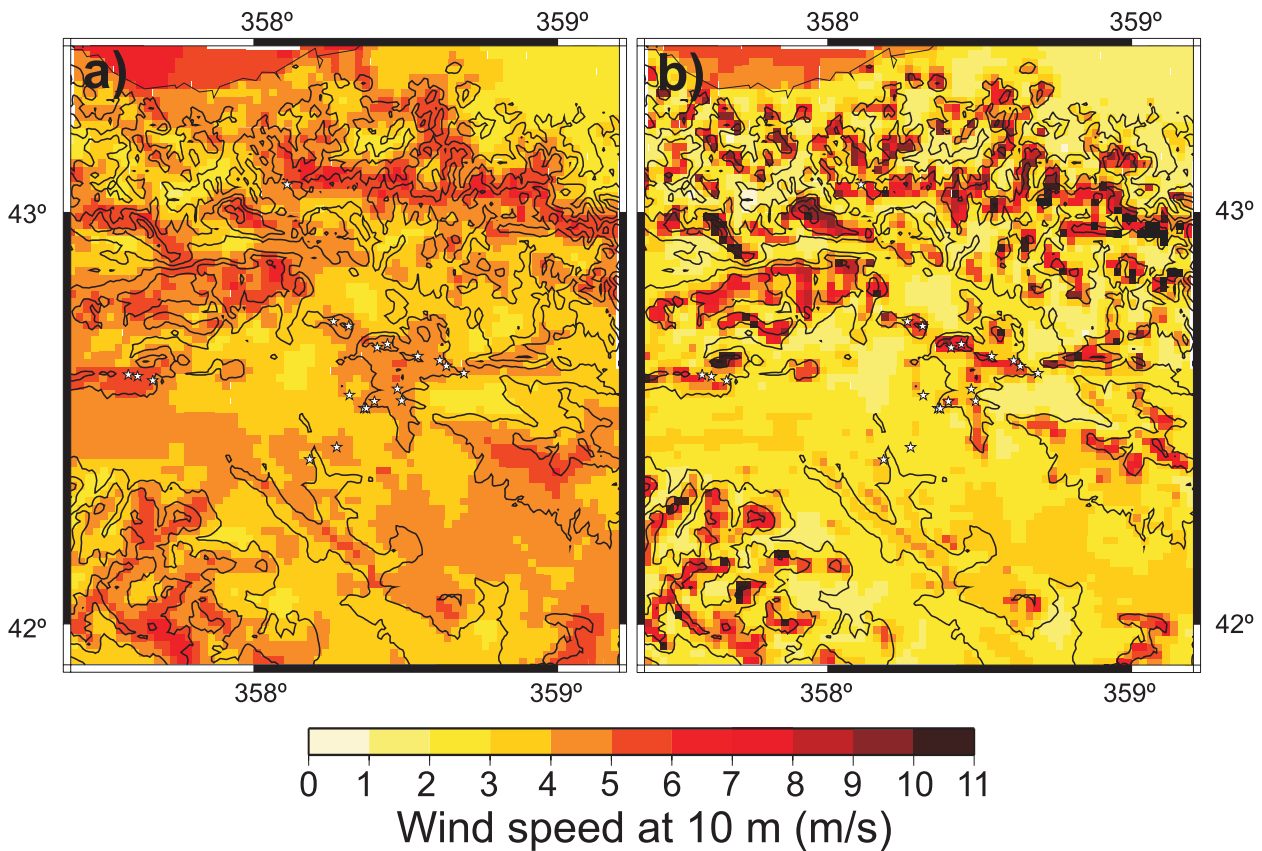 358º 359º 358º 359º
a) b)
43º 43º
42º 42º
358º 359º 358º 359º
0 1 2 3 4 5 6 7 8 9 10 11
Wind speed at 10 m (m/s)